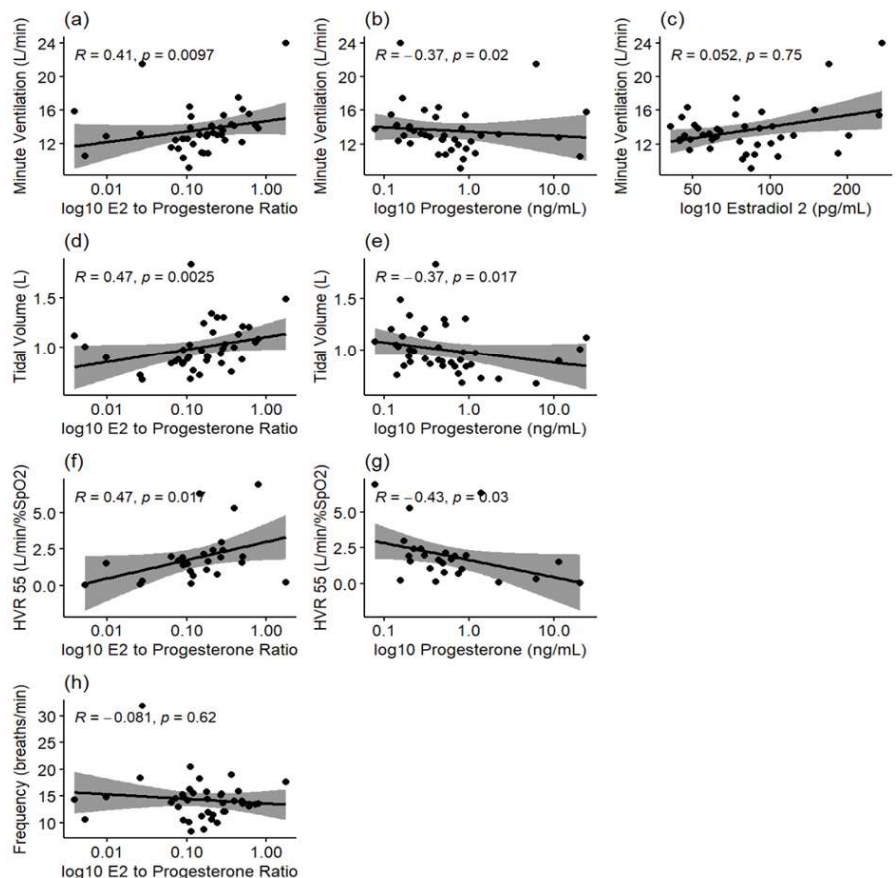 (a)
R = 0.41, p = 0.0097
Minute Ventilation (L/min)
24
20
16
12
0.01
0.10
1.00
log10 E2 to Progesterone Ratio
(b)
R = −0.37, p = 0.02
Minute Ventilation (L/min)
24
20
16
12
0.1
1.0
10.0
log10 Progesterone (ng/mL)
(c)
R = 0.052, p = 0.75
Minute Ventilation (L/min)
24
20
16
12
50
100
200
log10 Estradiol 2 (pg/mL)
(d)
R = 0.47, p = 0.0025
Tidal Volume (L)
1.5
1.0
0.01
0.10
1.00
log10 E2 to Progesterone Ratio
(e)
R = −0.37, p = 0.017
Tidal Volume (L)
1.5
1.0
0.1
1.0
10.0
log10 Progesterone (ng/mL)
(f)
R = 0.47, p = 0.017
HVR 55 (L/min/%SpO2)
5.0
2.5
0.0
0.01
0.10
1.00
log10 E2 to Progesterone Ratio
(g)
R = −0.43, p = 0.03
HVR 55 (L/min/%SpO2)
5.0
2.5
0.0
0.1
1.0
10.0
log10 Progesterone (ng/mL)
(h)
R = −0.081, p = 0.62
Frequency (breaths/min)
30
25
20
15
10
0.01
0.10
1.00
log10 E2 to Progesterone Ratio